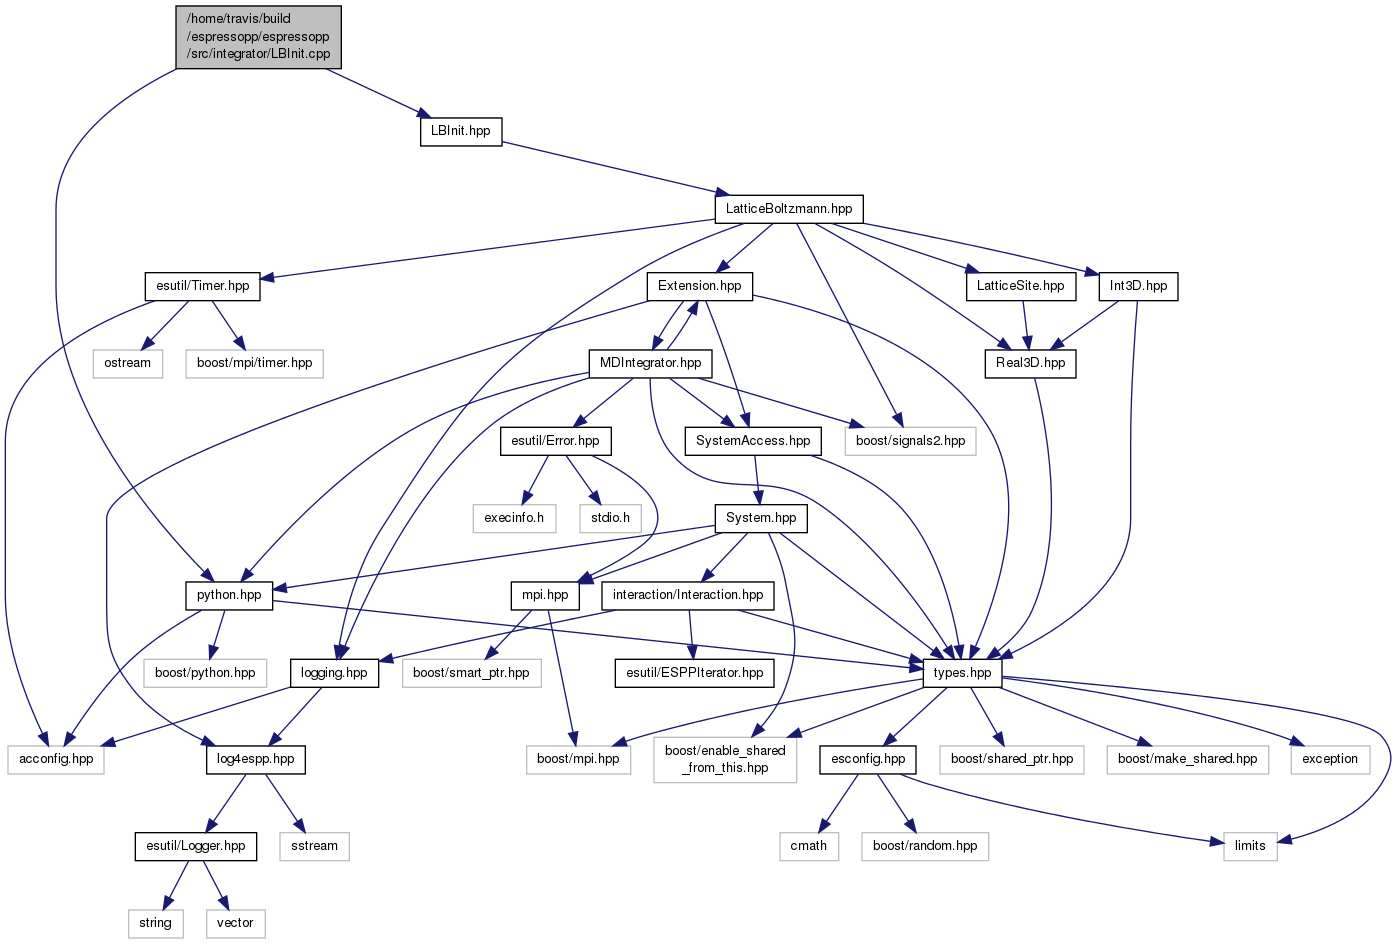 /home/travis/build
/espressopp/espressopp
/src/integrator/LBInit.cpp
LBInit.hpp
LatticeBoltzmann.hpp
esutil/Timer.hpp
Extension.hpp
LatticeSite.hpp
Int3D.hpp
ostream
boost/mpi/timer.hpp
MDIntegrator.hpp
Real3D.hpp
esutil/Error.hpp
SystemAccess.hpp
boost/signals2.hpp
execinfo.h
stdio.h
System.hpp
python.hpp
mpi.hpp
interaction/Interaction.hpp
boost/python.hpp
logging.hpp
boost/smart_ptr.hpp
esutil/ESPPIterator.hpp
types.hpp
acconfig.hpp
log4espp.hpp
boost/mpi.hpp
boost/enable_shared
_from_this.hpp
esconfig.hpp
boost/shared_ptr.hpp
boost/make_shared.hpp
exception
esutil/Logger.hpp
sstream
cmath
boost/random.hpp
limits
string
vector